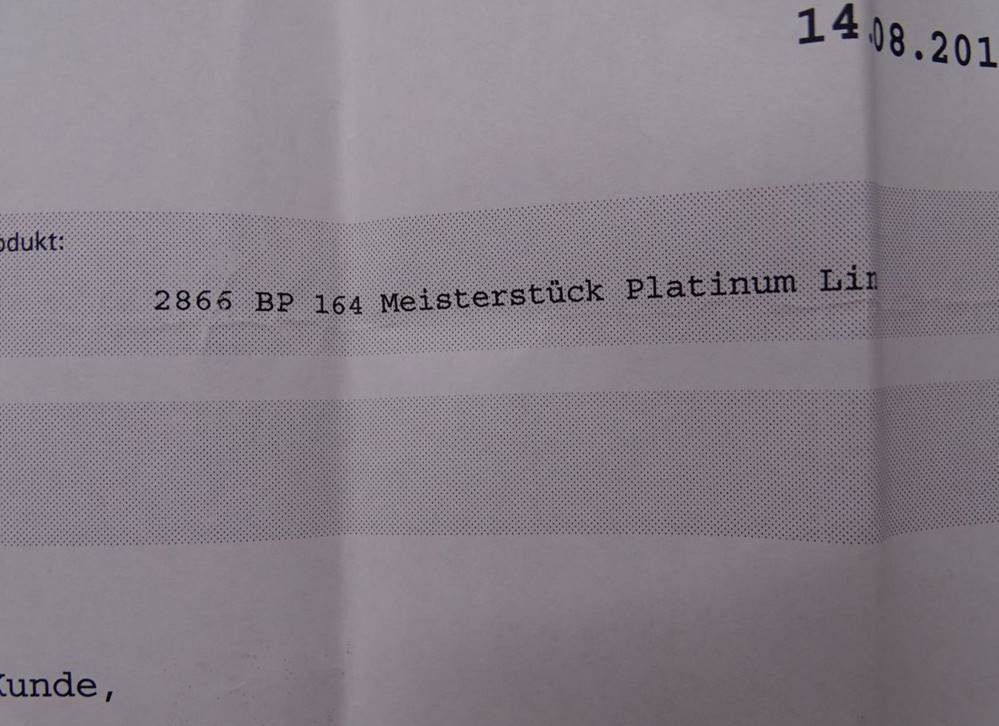 14.08.201
odukt:
2866 BP 164 Meisterstück Platinum Lin
Kunde,